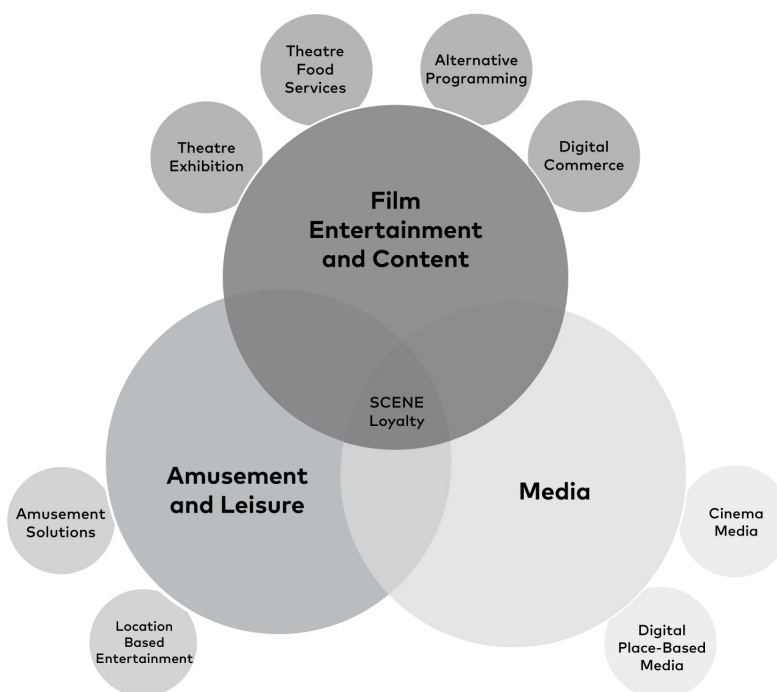 Theatre
Food
Services
Alternative
Programming
Theatre
Exhibition
Digital
Commerce
Film
Entertainment
and Content
SCENE
Loyalty
Amusement
and Leisure
Media
Amusement
Solutions
Cinema
Media
Location
Based
Entertainment
Digital
Place-Based
Media